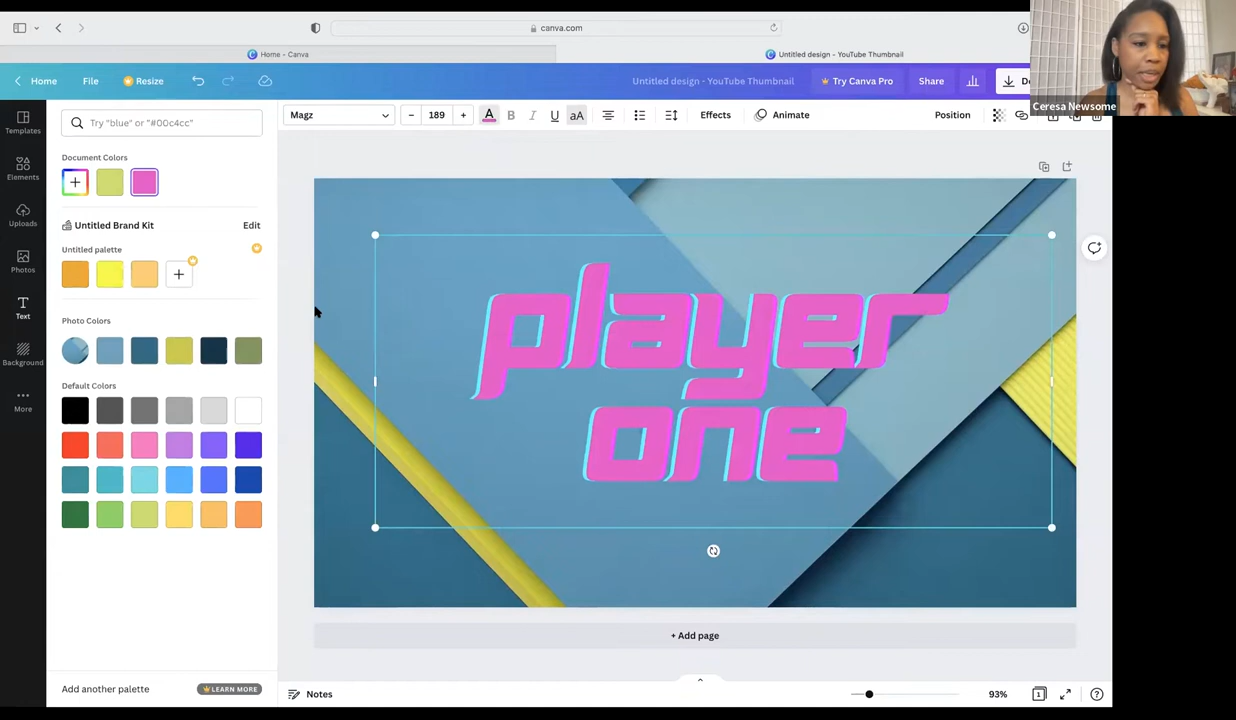 canva.com
Home - Canva
Untitled design - YouTube Thumbnail
Home
File
Resize
Untitled design - YouTube Thumbnail
Try Canva Pro
Share
Ceresa Newsome
Templates
Elements
Uploads
Photos
Text
Background
More
Try "blue" or "#00c4cc"
Document Colors
Untitled Brand Kit
Edit
Untitled palette
Photo Colors
Default Colors
Add another palette
LEARN MORE
Magz
189
A
B
I
U
aA
Effects
Animate
Position
player
one
+ Add page
Notes
93%
1